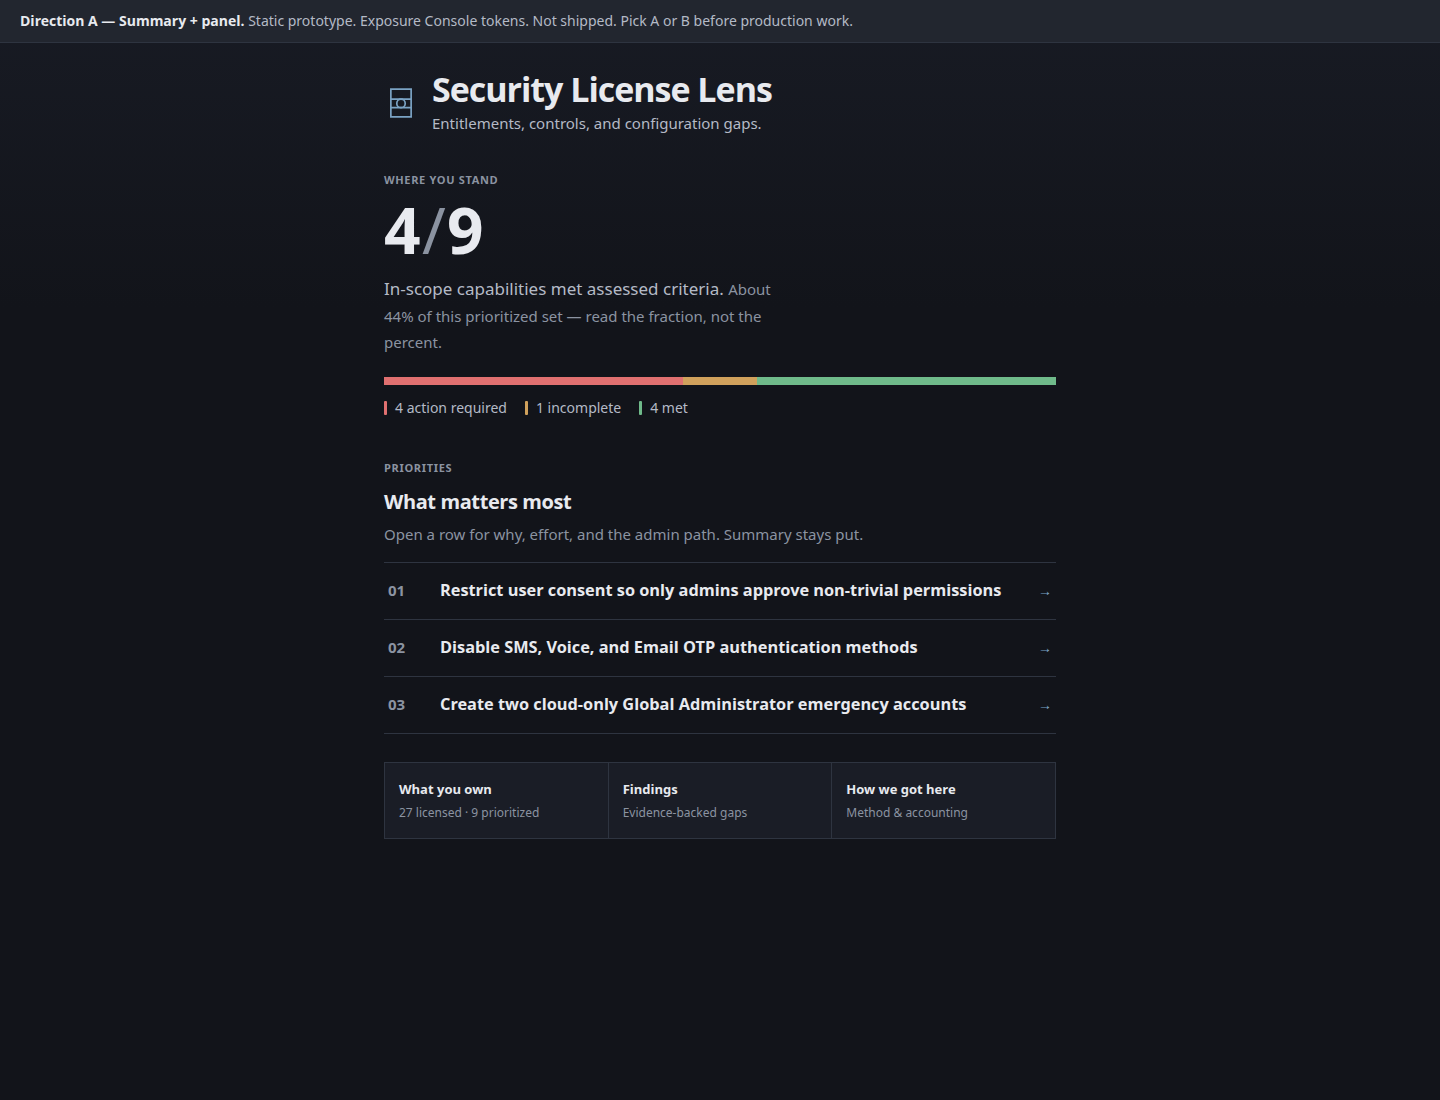 Direction A — Summary + panel. Static prototype. Exposure Console tokens. Not shipped. Pick A or B before production work.
Security License Lens
Entitlements, controls, and configuration gaps.
WHERE YOU STAND
4/9
In-scope capabilities met assessed criteria. About
44% of this prioritized set — read the fraction, not the
percent.
4 action required 1 incomplete 4 met
PRIORITIES
What matters most
Open a row for why, effort, and the admin path. Summary stays put.
01 Restrict user consent so only admins approve non-trivial permissions →
02 Disable SMS, Voice, and Email OTP authentication methods →
03 Create two cloud-only Global Administrator emergency accounts →
What you own
27 licensed · 9 prioritized
Findings
Evidence-backed gaps
How we got here
Method & accounting